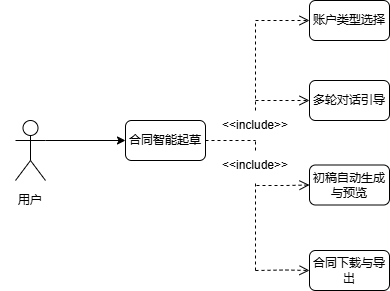 账户类型选择
多轮对话引导
<<include>>
合同智能起草
<<include>>
初稿自动生成
与预览
用户
合同下载与导
出